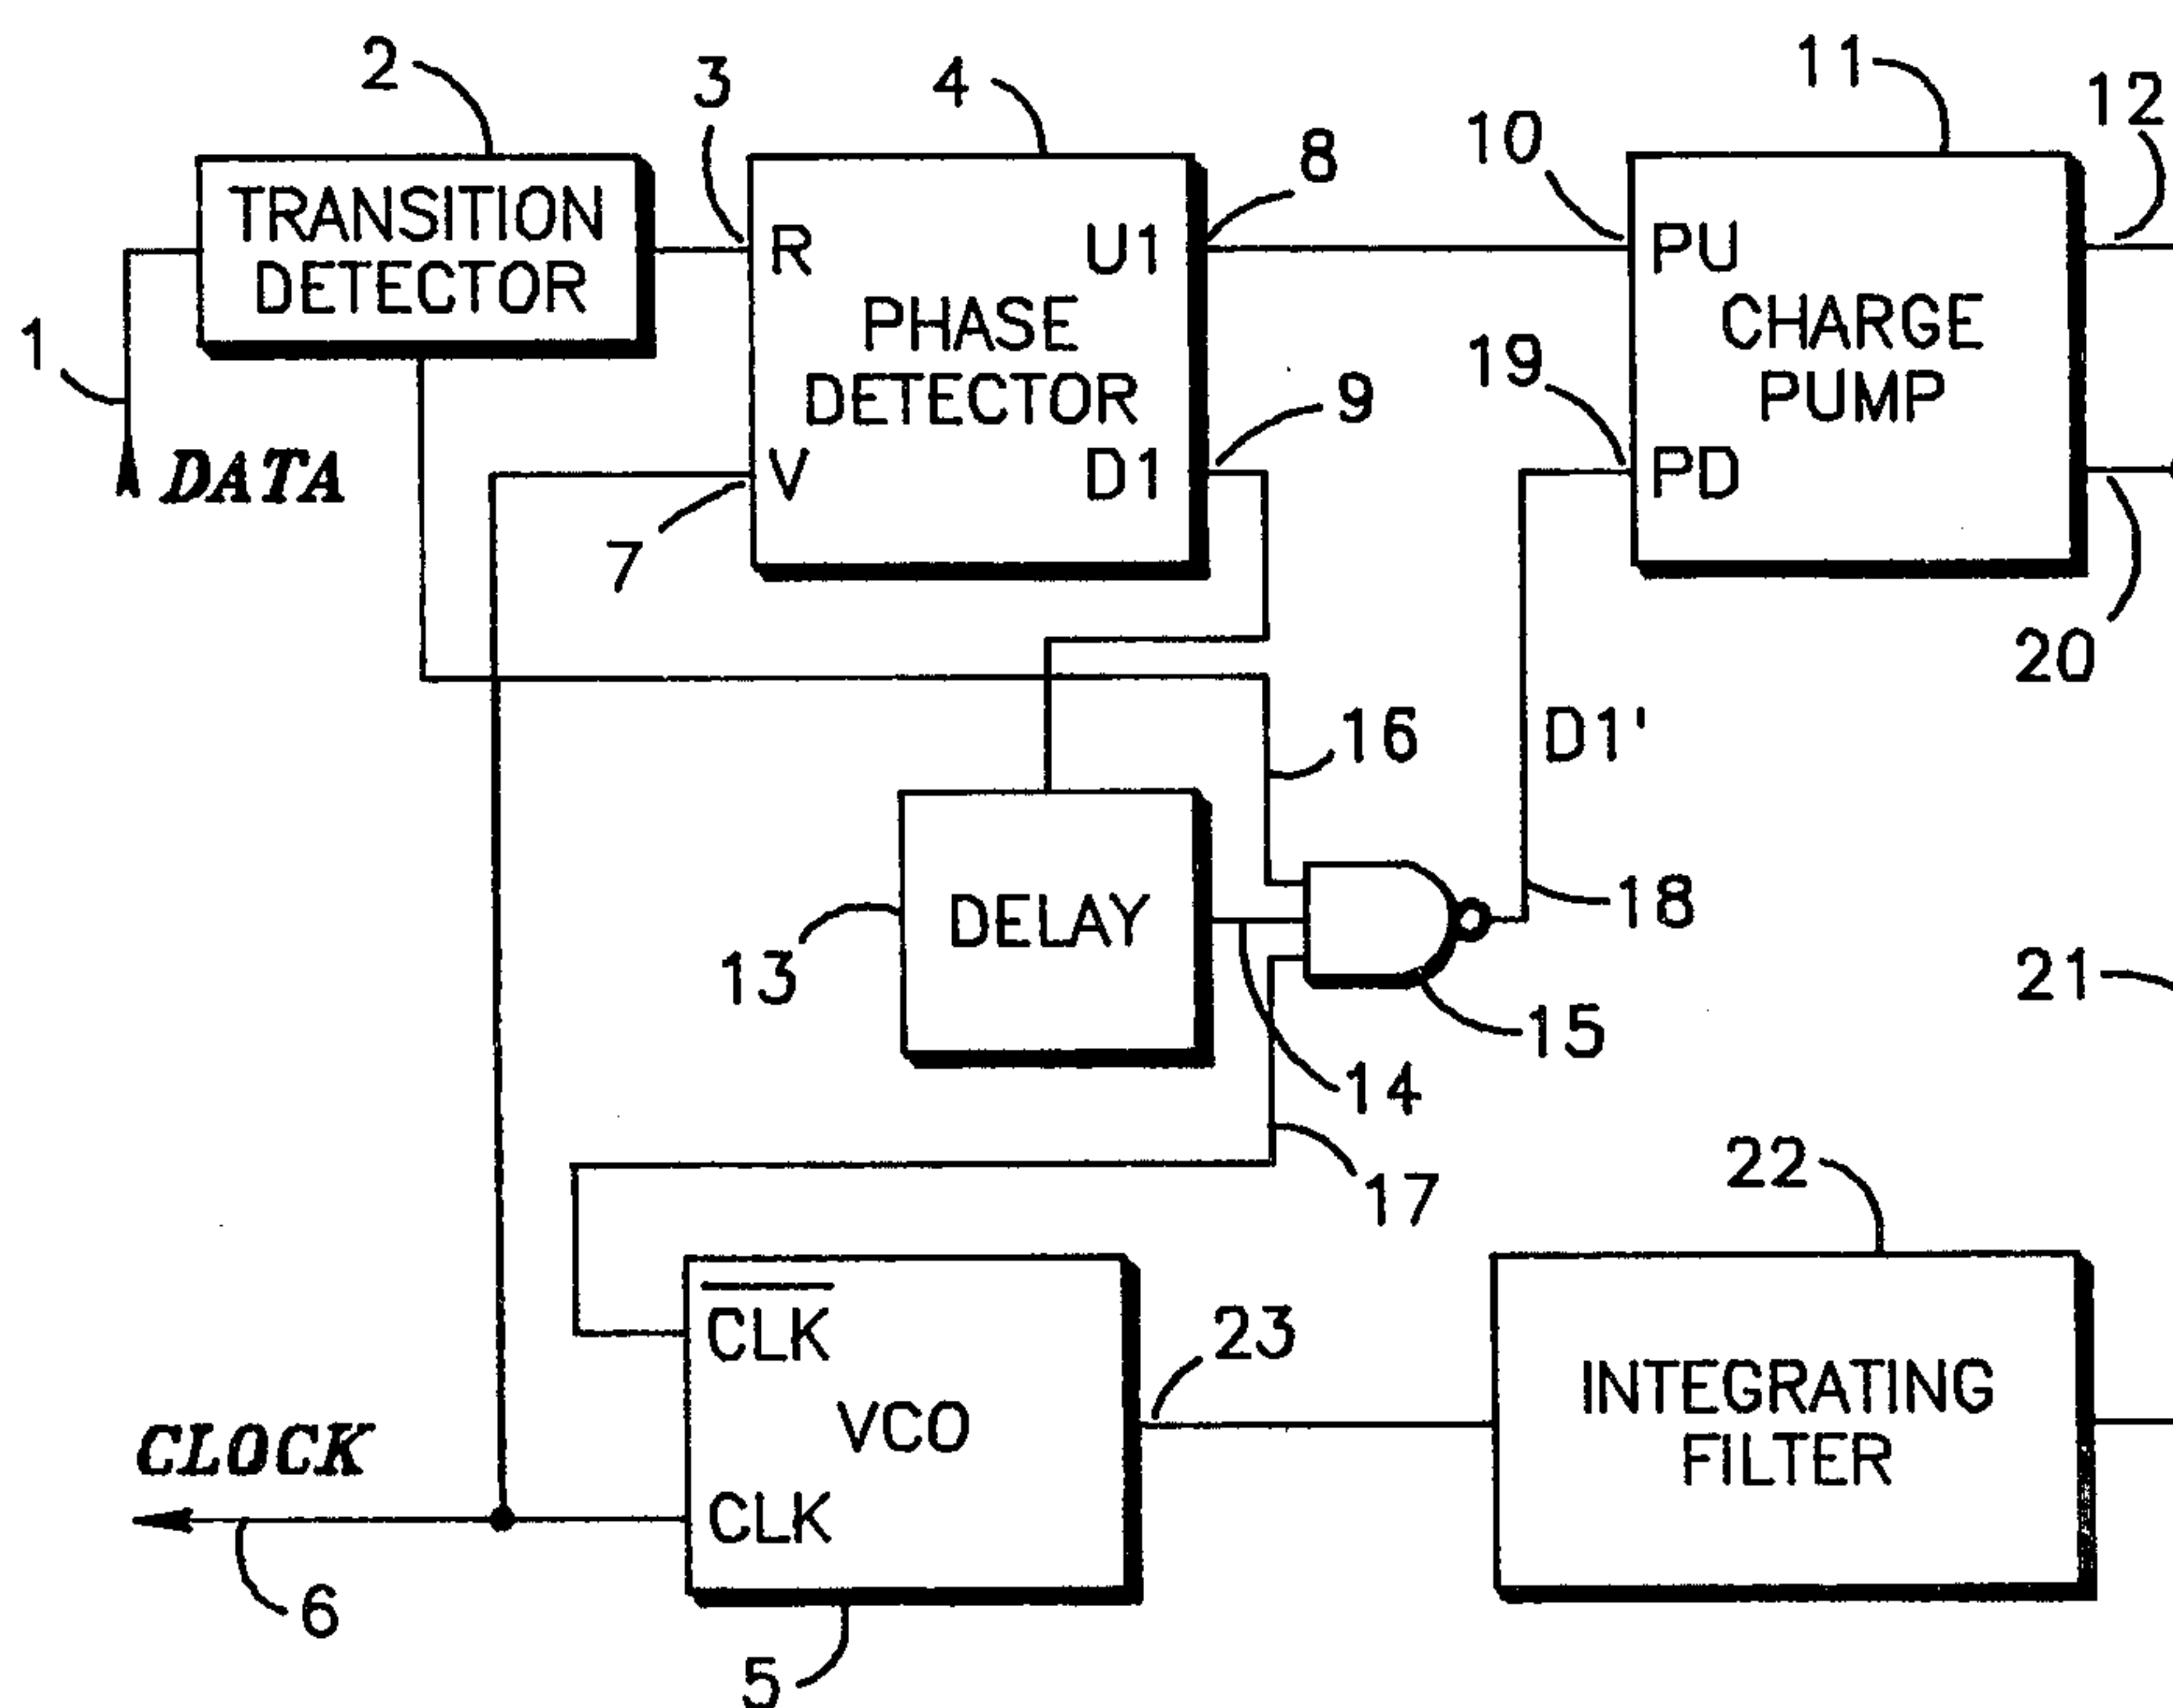 2
3
4
11
12
TRANSITION
DETECTOR
8
10
R
U1
PU
1
PHASE
DETECTOR
CHARGE
PUMP
19
9
DATA
V
D1
PD
7
20
16
D1'
13
DELAY
18
21
15
14
17
22
CLK
VCO
CLK
23
INTEGRATING
FILTER
CLOCK
6
5